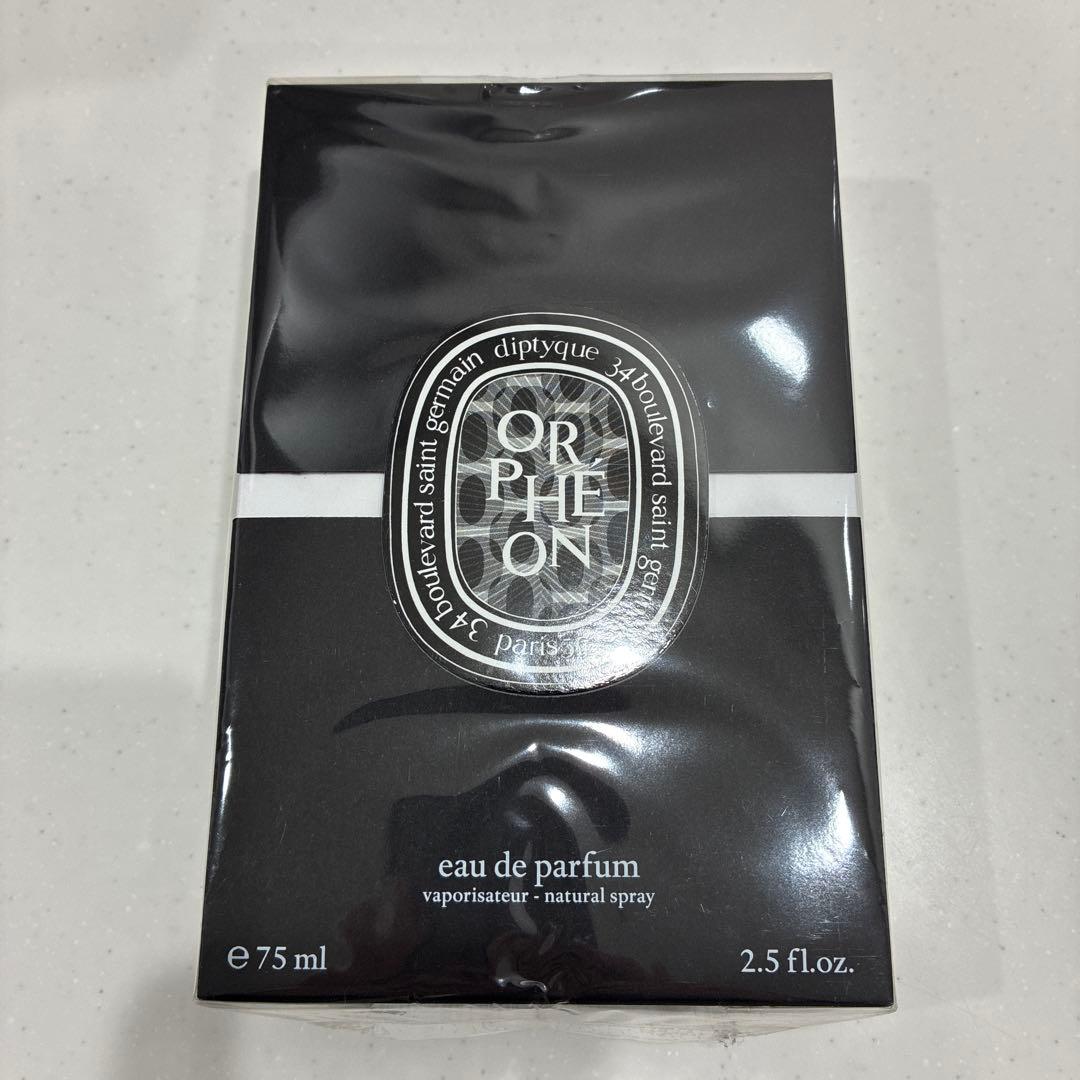 diptyque 34 boulevard saint
paris
34 boulevard saint germain
OR
PHÉ
ON
eau de parfum
vaporisateur - natural spray
e 75 ml
2.5 fl.oz.